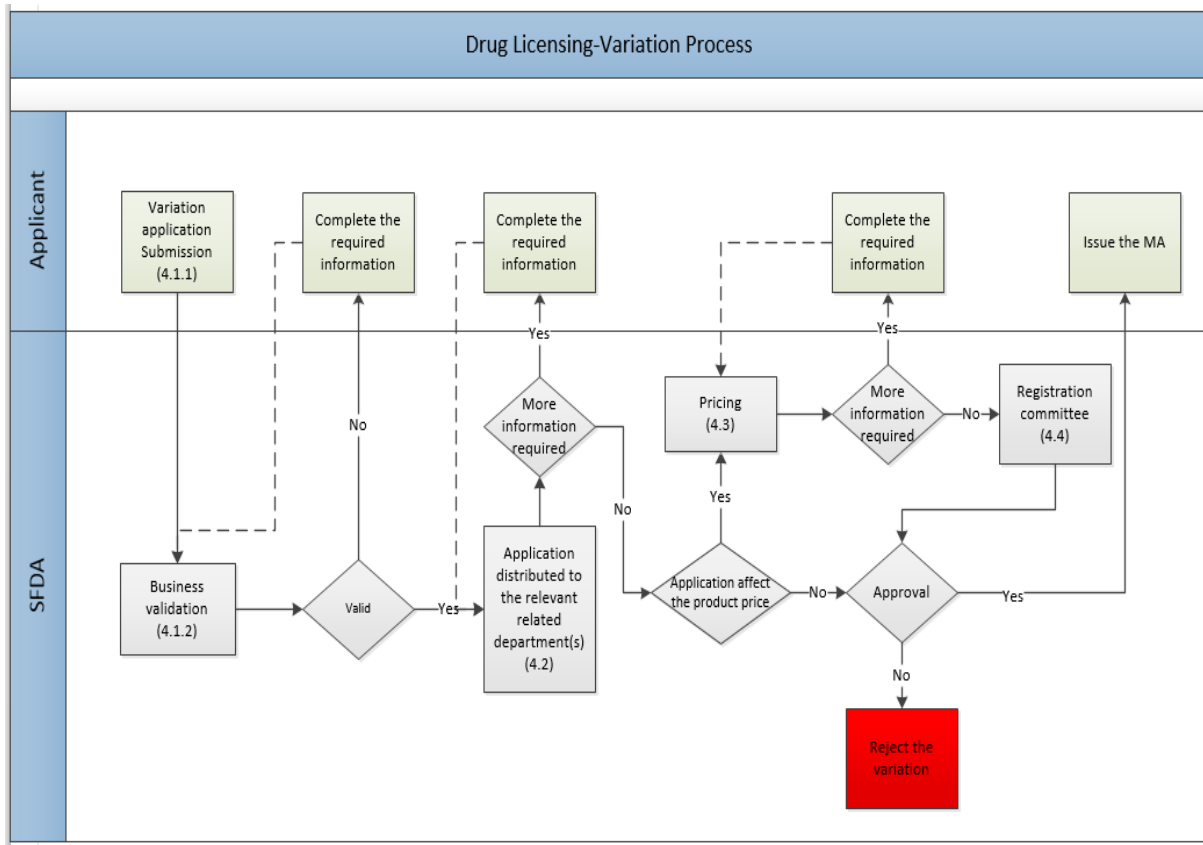 Drug Licensing-Variation Process
Applicant
Variation
application
Submission
(4.1.1)
Complete the
required
information
Complete the
required
information
Complete the
required
information
Issue the MA
Yes
Yes
No
More
information
required
Pricing
(4.3)
More
information
required
No
Registration
committee
(4.4)
SFDA
No
Yes
Business
validation
(4.1.2)
Valid
Yes
Application
distributed to
the relevant
related
department(s)
(4.2)
Application affect
the product price
No
Approval
Yes
No
Reject the
variation